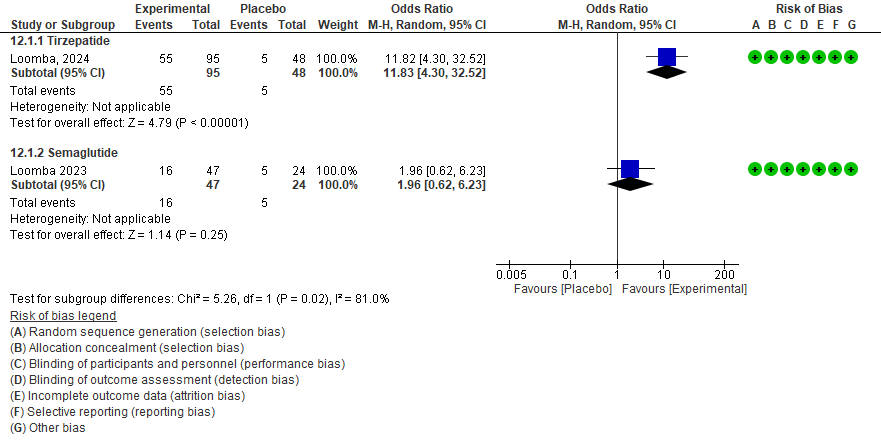 Experimental Placebo Odds Ratio Odds Ratio Risk of Bias
Study or Subgroup Events Total Events Total Weight M-H, Random, 95% CI M-H, Random, 95% CI A B C D E F G
12.1.1 Tirzepatide
Loomba, 2024 55 95 5 48 100.0% 11.82 [4.30, 32.52]
Subtotal (95% CI) 95 48 100.0% 11.83 [4.30, 32.52]
Total events 55 5
Heterogeneity: Not applicable
Test for overall effect: Z = 4.79 (P < 0.00001)
12.1.2 Semaglutide
Loomba 2023 16 47 5 24 100.0% 1.96 [0.62, 6.23]
Subtotal (95% CI) 47 24 100.0% 1.96 [0.62, 6.23]
Total events 16 5
Heterogeneity: Not applicable
Test for overall effect: Z = 1.14 (P = 0.25)
0.005 0.1 1 10 200
Favours [Placebo] Favours [Experimental]
Test for subgroup differences: Chi² = 5.26, df = 1 (P = 0.02), I² = 81.0%
Risk of bias legend
(A) Random sequence generation (selection bias)
(B) Allocation concealment (selection bias)
(C) Blinding of participants and personnel (performance bias)
(D) Blinding of outcome assessment (detection bias)
(E) Incomplete outcome data (attrition bias)
(F) Selective reporting (reporting bias)
(G) Other bias